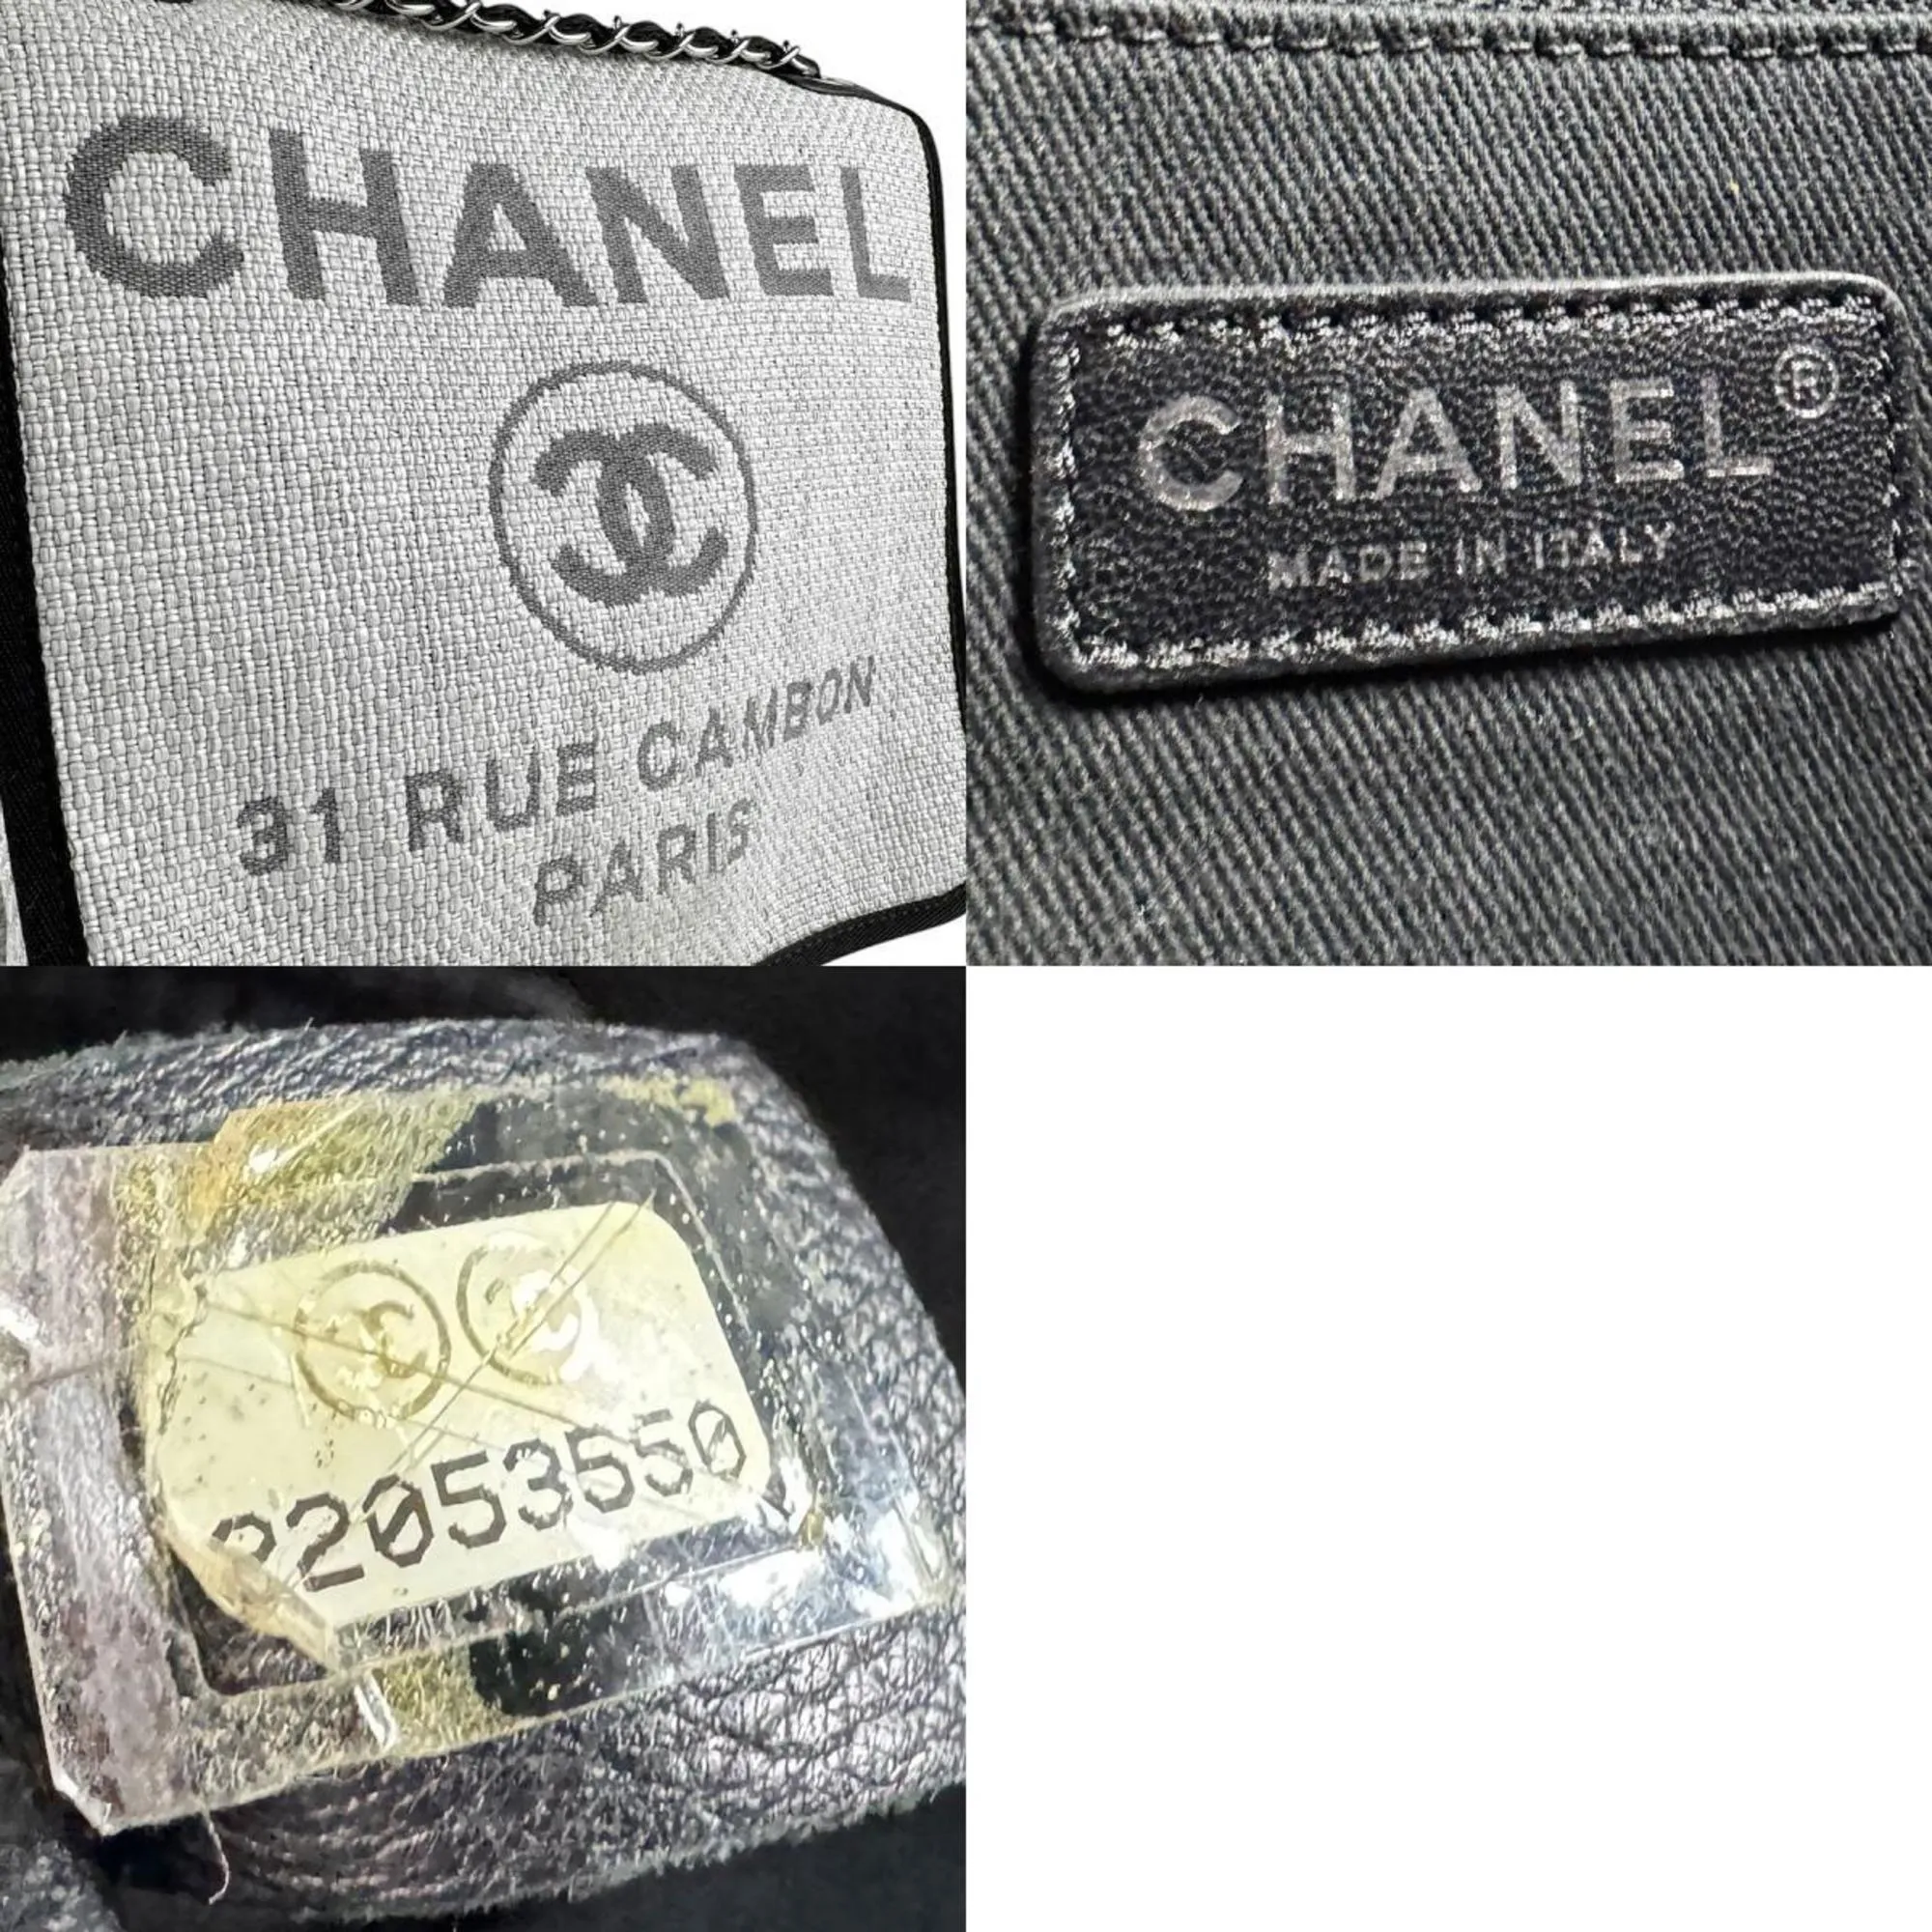 CHANEL
31 RUE CAMBON
PARIS
CHANEL®
MADE IN ITALY
22053550